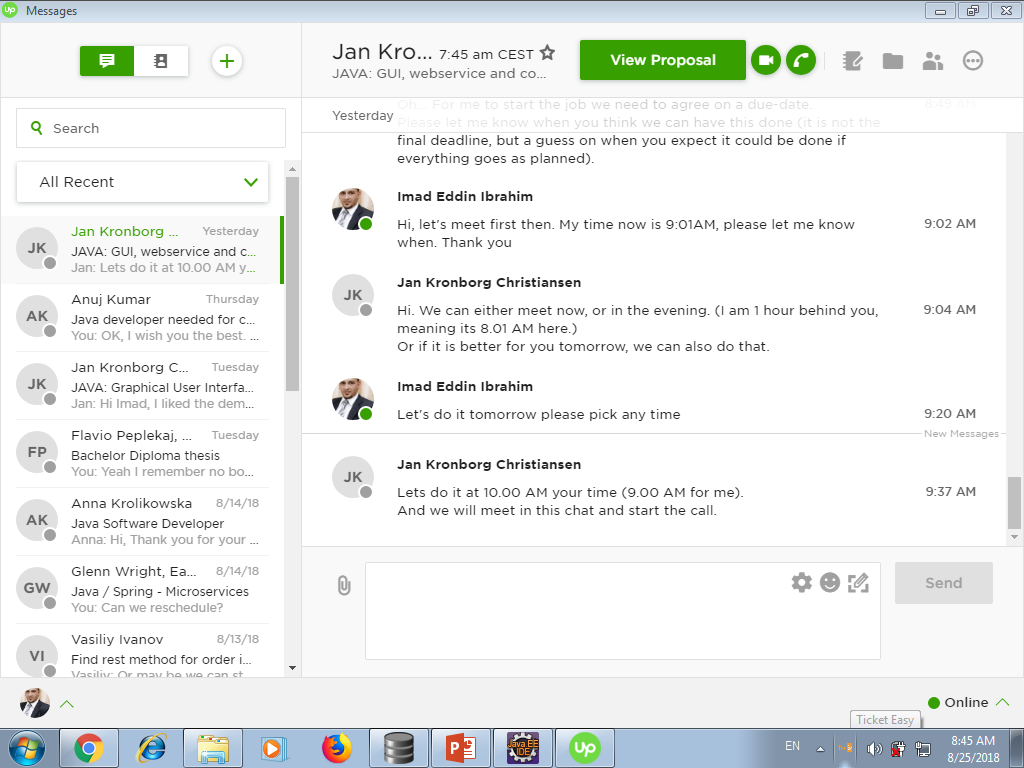 Messages
Jan Kro... 7:45 am CEST
JAVA: GUI, webservice and co...
View Proposal
Search
All Recent
Jan Kronborg ... Yesterday
JAVA: GUI, webservice and c...
Jan: Lets do it at 10.00 AM y...
Anuj Kumar Thursday
Java developer needed for c...
You: OK, I wish you the best. ...
Jan Kronborg C... Tuesday
JAVA: Graphical User Interfa...
Jan: Hi Imad, I liked the dem...
Flavio Peplekaj, ... Tuesday
Bachelor Diploma thesis
You: Yeah I remember no bo...
Anna Krolikowska 8/14/18
Java Software Developer
Anna: Hi, Thank you for your ...
Glenn Wright, Ea... 8/14/18
Java / Spring - Microservices
You: Can we reschedule?
Vasiliy Ivanov 8/13/18
Find rest method for order i...
Vasiliy: Or may be we can st
JK
AK
JK
FP
AK
GW
VI
Yesterday
Oh... For me to start the job we need to agree on a due-date. 8:49 AM
Please let me know when you think we can have this done (it is not the
final deadline, but a guess on when you expect it could be done if
everything goes as planned).
Imad Eddin Ibrahim
Hi, let's meet first then. My time now is 9:01AM, please let me know 9:02 AM
when. Thank you
JK
Jan Kronborg Christiansen
Hi. We can either meet now, or in the evening. (I am 1 hour behind you, 9:04 AM
meaning its 8.01 AM here.)
Or if it is better for you tomorrow, we can also do that.
Imad Eddin Ibrahim
Let's do it tomorrow please pick any time 9:20 AM
New Messages
JK
Jan Kronborg Christiansen
Lets do it at 10.00 AM your time (9.00 AM for me). 9:37 AM
And we will meet in this chat and start the call.
Send
Online
Ticket Easy
Java EE
IDE
up
EN
8:45 AM
8/25/2018